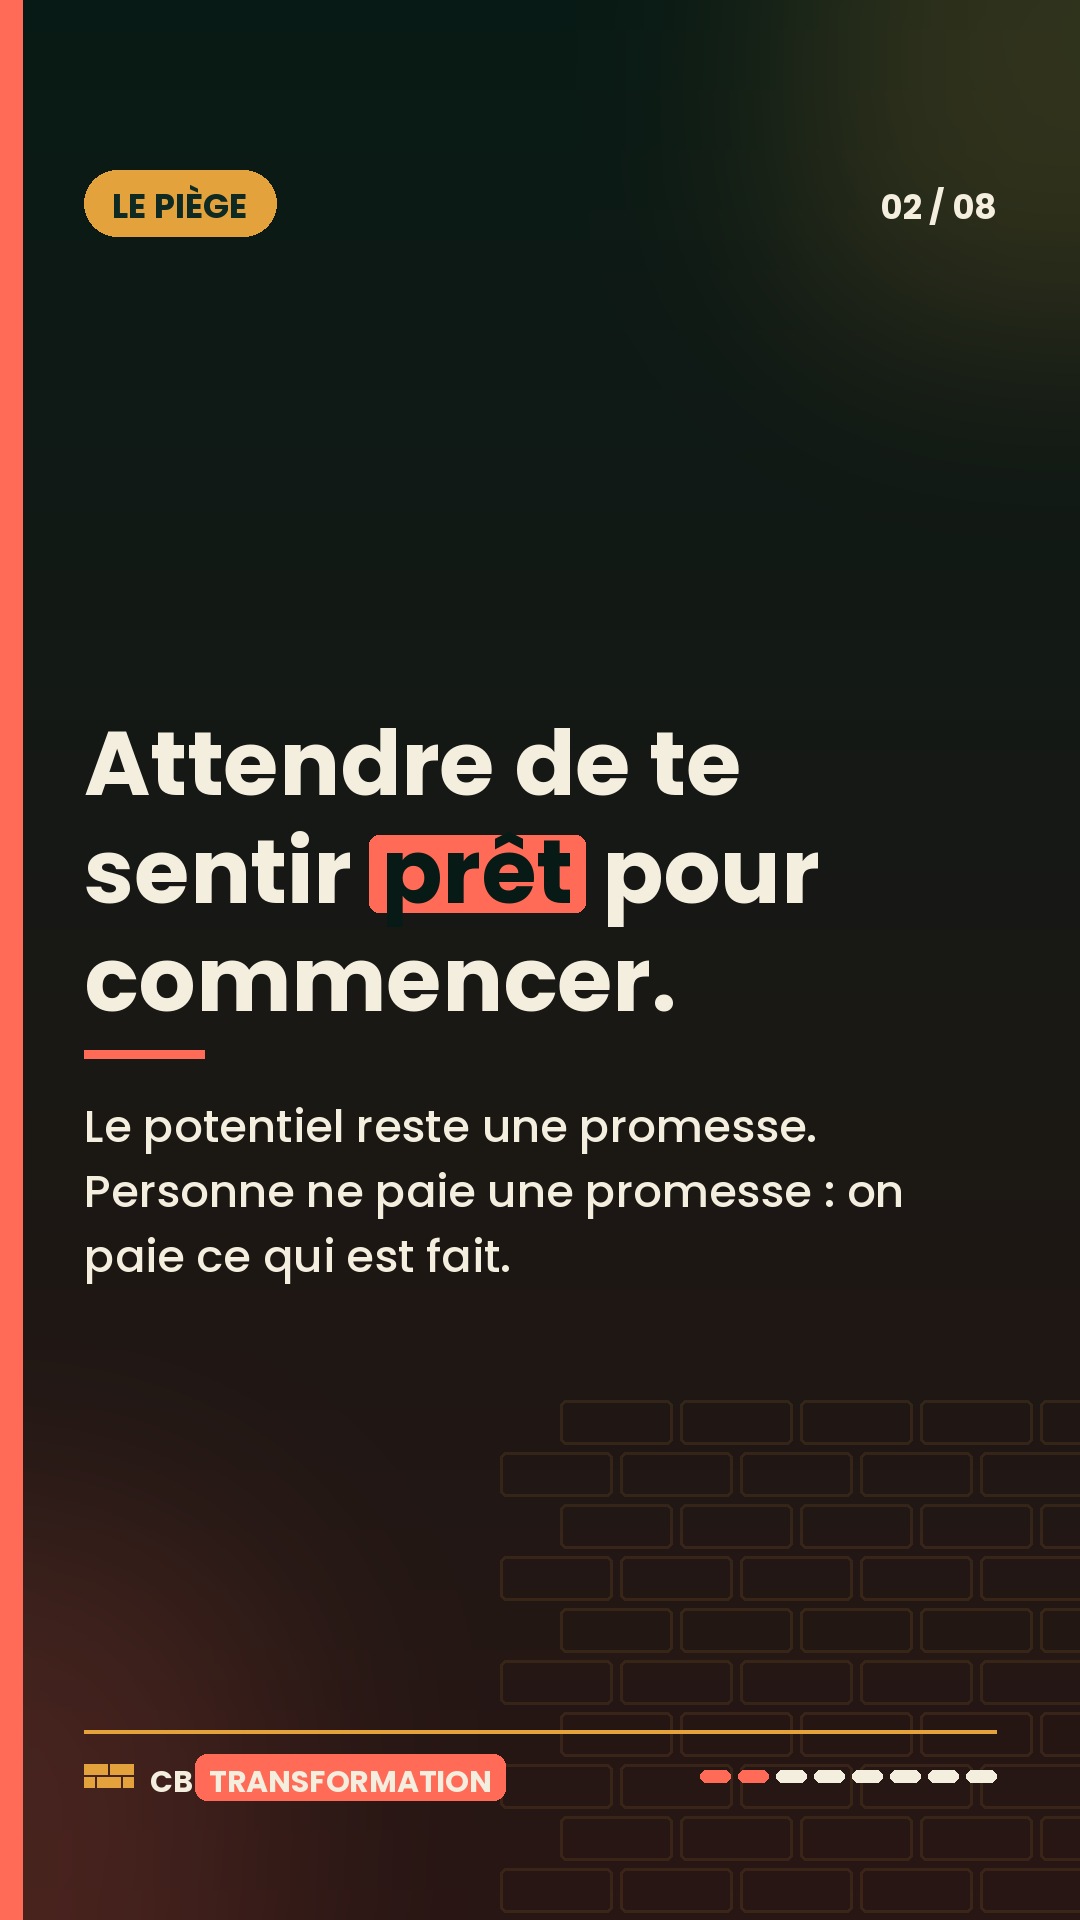 LE PIÈGE
02 / 08
Attendre de te
sentir prêt pour
commencer.
Le potentiel reste une promesse.
Personne ne paie une promesse : on
paie ce qui est fait.
CB TRANSFORMATION